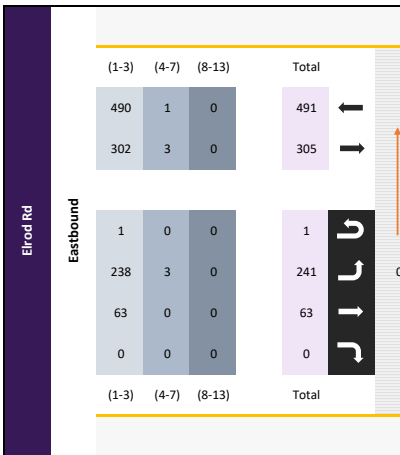 (1-3) (4-7) (8-13) Total
490 1 0 491
302 3 0 305
Elrod Rd
Eastbound
1 0 0 1
238 3 0 241
63 0 0 63
0 0 0 0
(1-3) (4-7) (8-13) Total